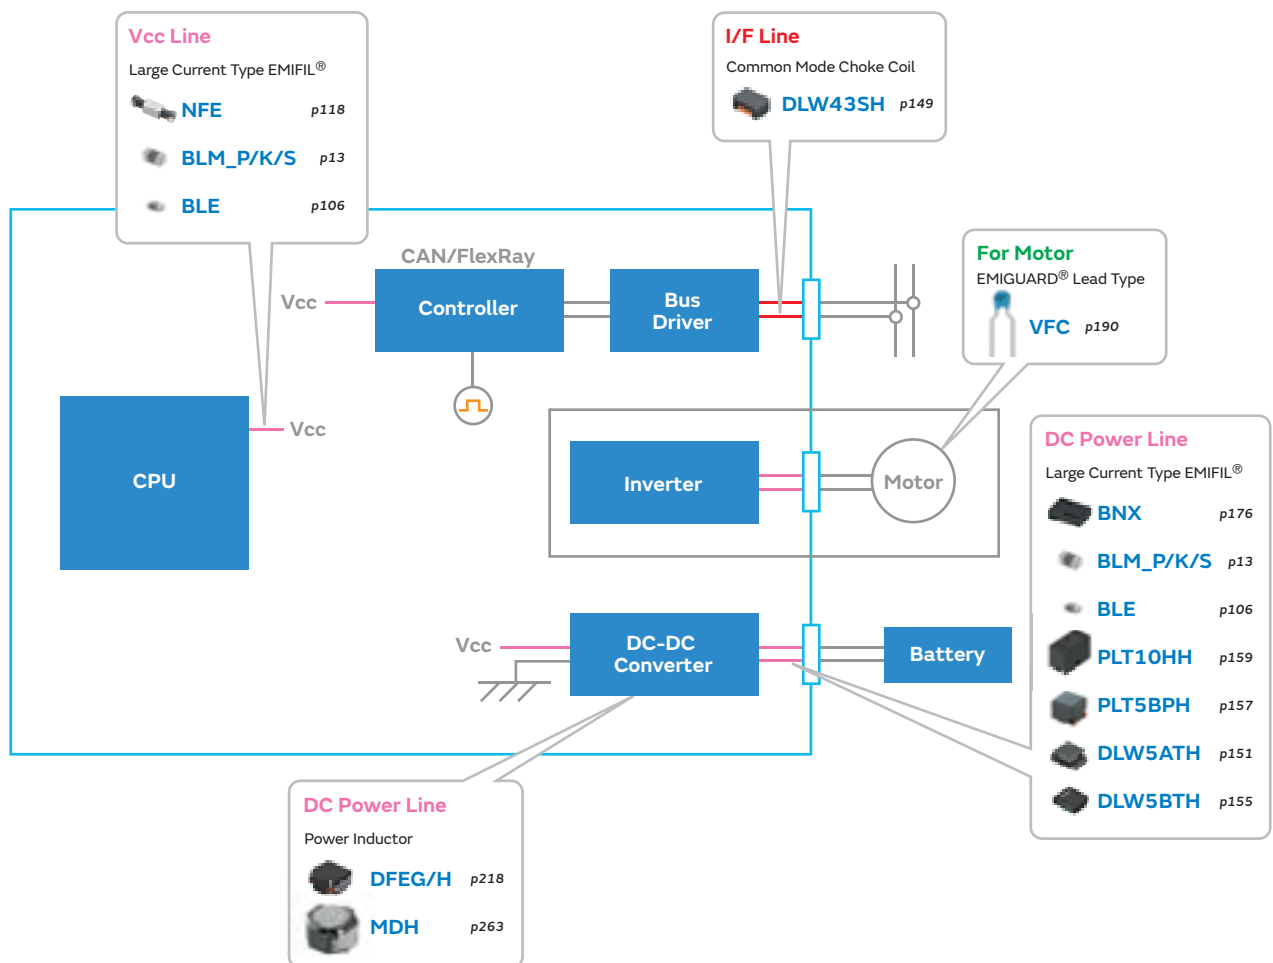 Vcc Line
Large Current Type EMIFIL®
NFE p118
BLM_P/K/S p13
BLE p106
I/F Line
Common Mode Choke Coil
DLW43SH p149
For Motor
EMIGUARD® Lead Type
VFC p190
CAN/FlexRay
Vcc
Controller
Bus
Driver
CPU
Vcc
Inverter
Motor
Vcc
DC-DC
Converter
Battery
DC Power Line
Large Current Type EMIFIL®
BNX p176
BLM_P/K/S p13
BLE p106
PLT10HH p159
PLT5BPH p157
DLW5ATH p151
DLW5BTH p155
DC Power Line
Power Inductor
DFEG/H p218
MDH p263